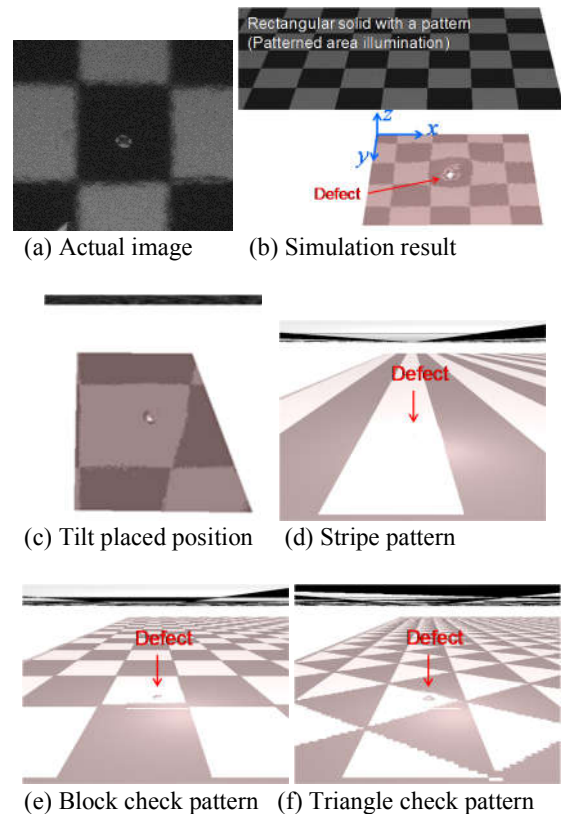 Rectangular solid with a pattern
(Patterned area illumination)
z
x
y
Defect
(a) Actual image
(b) Simulation result
Defect
(c) Tilt placed position
(d) Stripe pattern
Defect
Defect
(e) Block check pattern
(f) Triangle check pattern